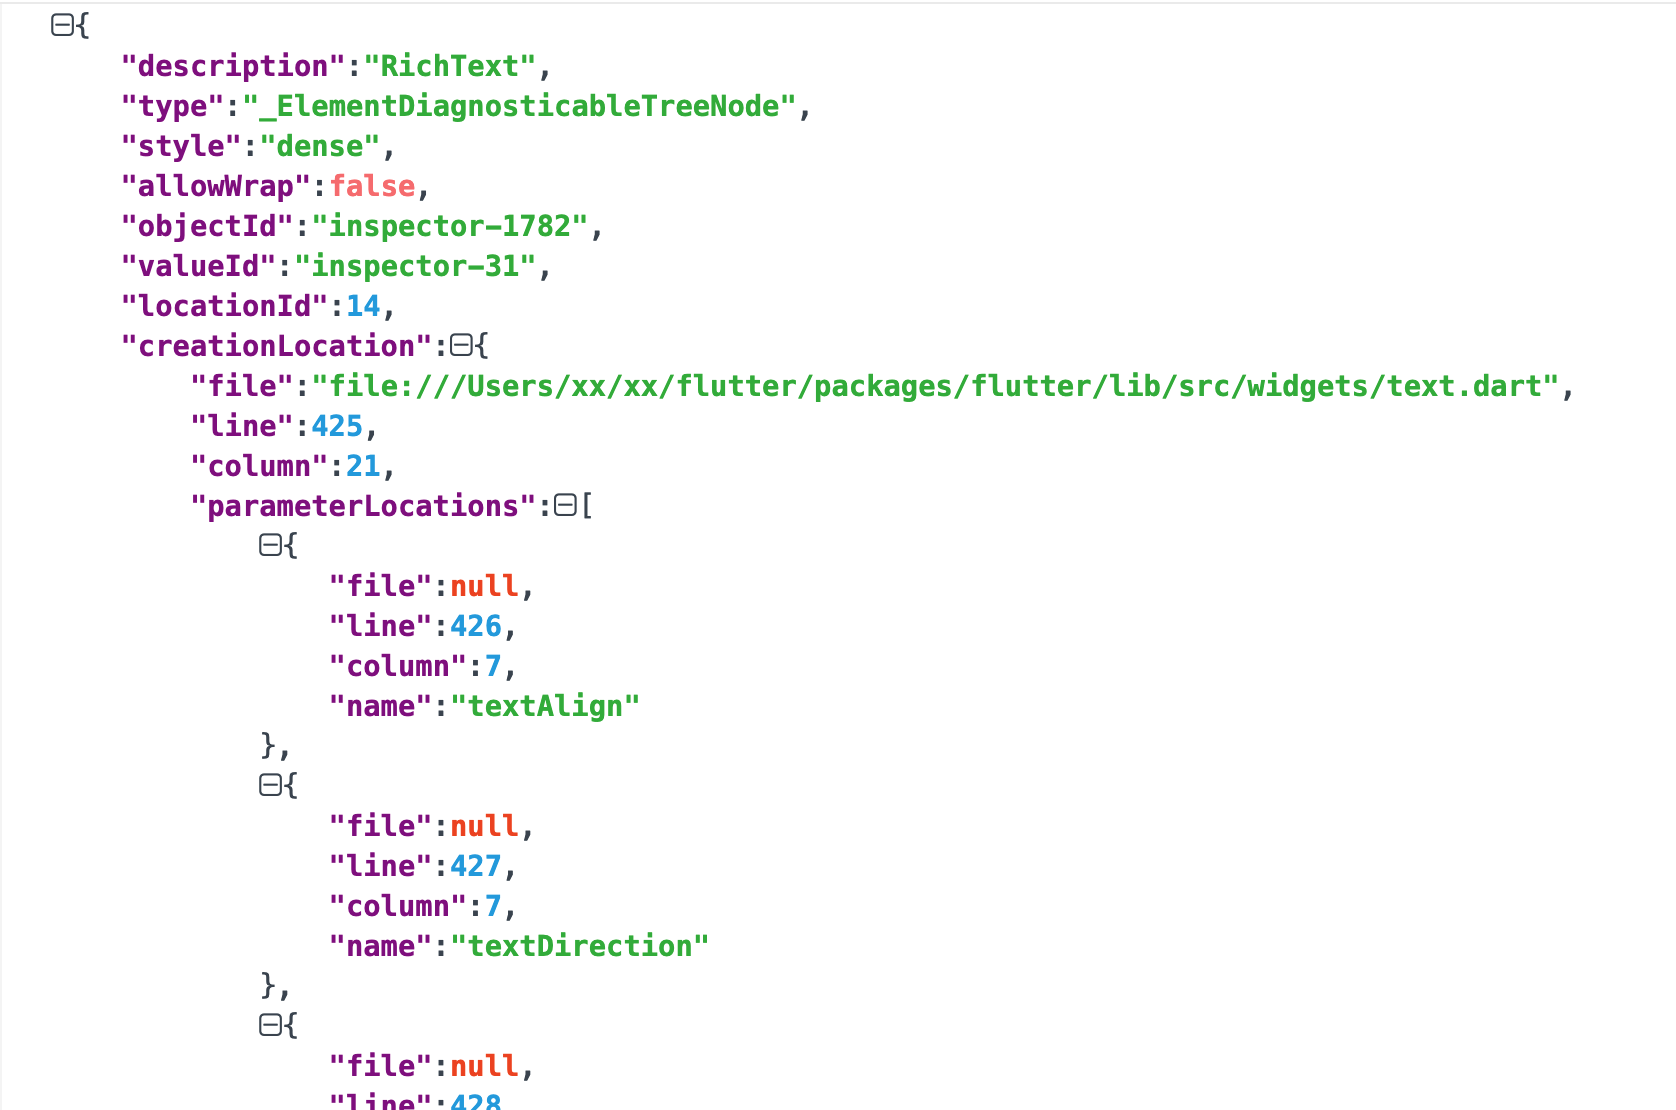 {
"description":"RichText",
"type":"_ElementDiagnosticableTreeNode",
"style":"dense",
"allowWrap":false,
"objectId":"inspector-1782",
"valueId":"inspector-31",
"locationId":14,
"creationLocation":{
"file":"file:///Users/xx/xx/flutter/packages/flutter/lib/src/widgets/text.dart",
"line":425,
"column":21,
"parameterLocations":[
{
"file":null,
"line":426,
"column":7,
"name":"textAlign"
},
{
"file":null,
"line":427,
"column":7,
"name":"textDirection"
},
{
"file":null,
"line":428